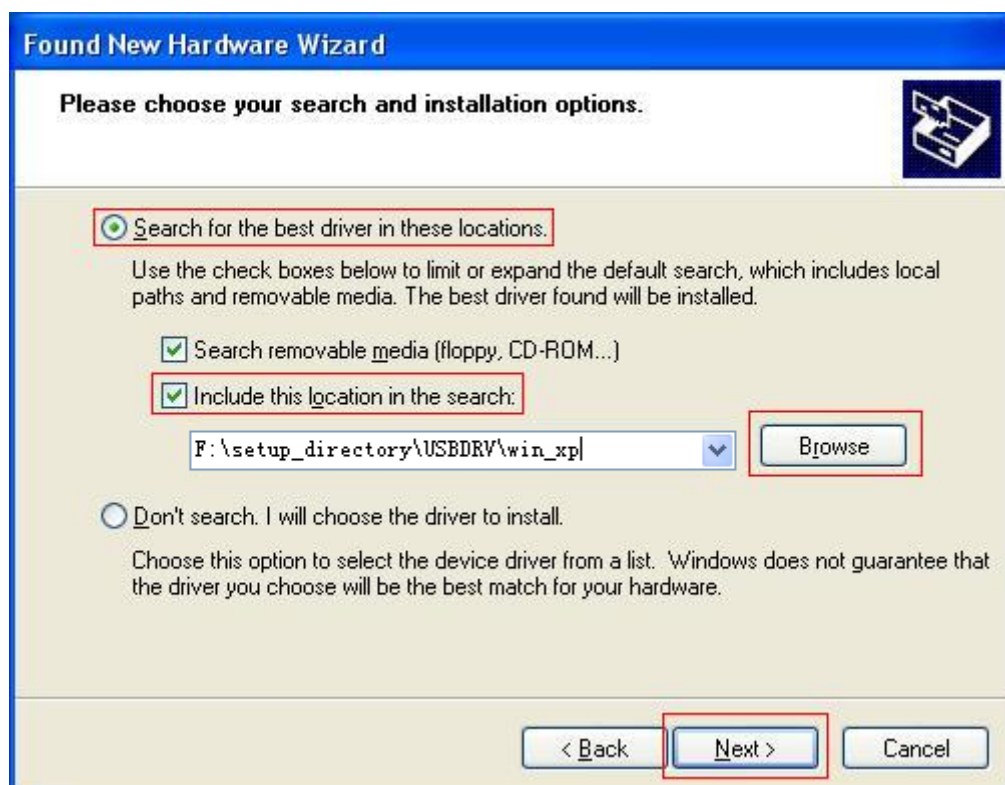 Found New Hardware Wizard
Please choose your search and installation options.
Search for the best driver in these locations.
Use the check boxes below to limit or expand the default search, which includes local
paths and removable media. The best driver found will be installed.
Search removable media (floppy, CD-ROM...)
Include this location in the search:
F:\setup_directory\USBDRV\win_xp
Browse
Don't search. I will choose the driver to install.
Choose this option to select the device driver from a list. Windows does not guarantee that
the driver you choose will be the best match for your hardware.
< Back Next > Cancel